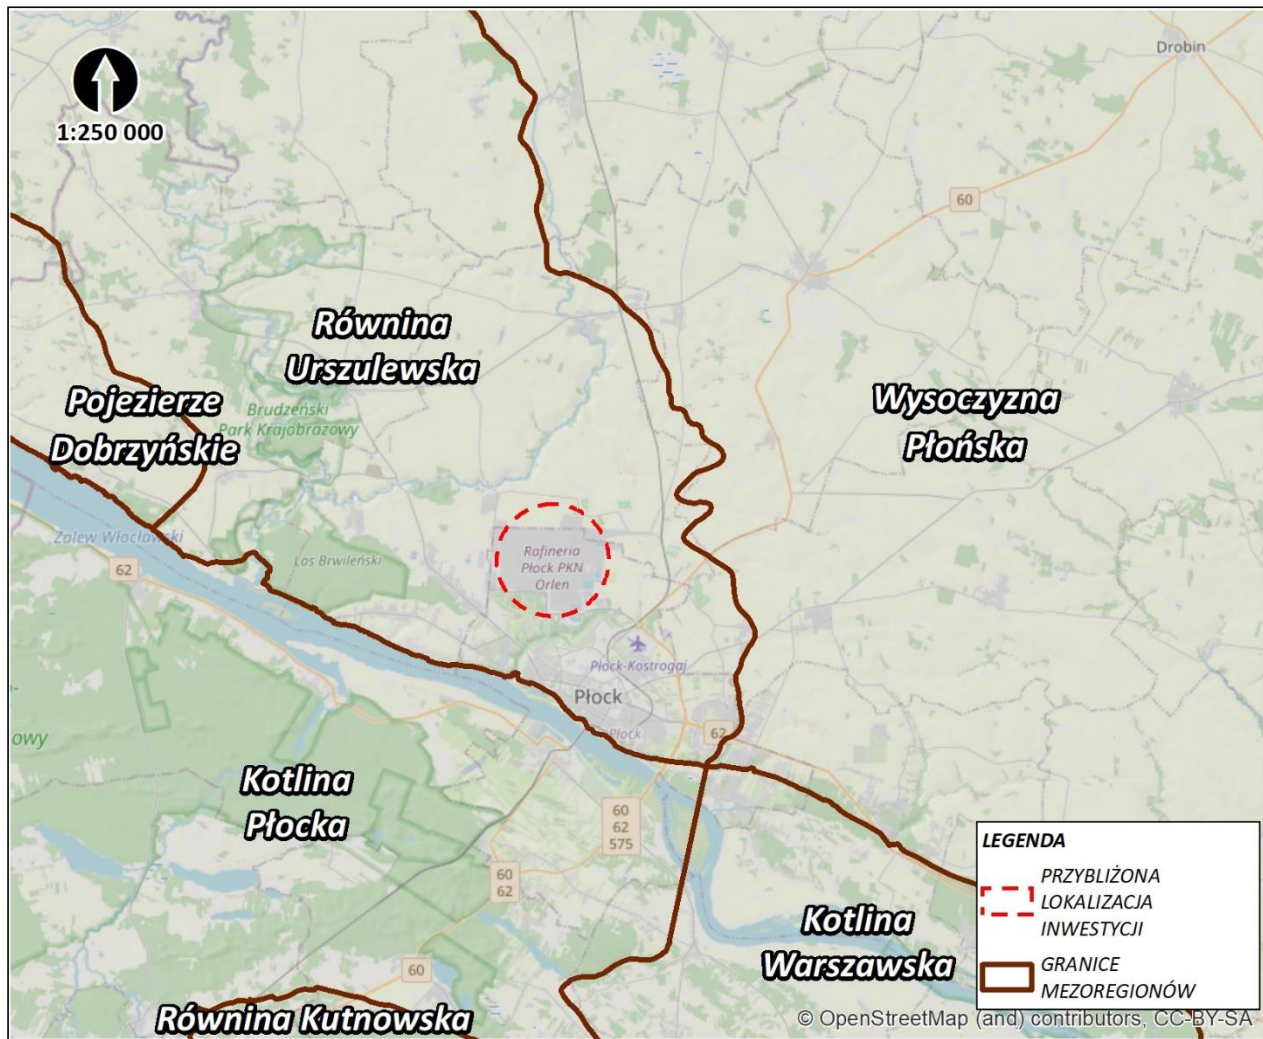 Drobin
1:250 000
60
Równina
Urszulewska
Pojezierze
Dobrzyńskie
Brudzeński
Park Krajobrazowy
Wysoczyzna
Płońska
Zalew Włocławski
62
Las Brwileński
Rafineria
Płock PKN
Orlen
Płock-Kostrogaj
Płock
Płock
62
owy
Kotlina
Płocka
60
62
575
60
62
Kotlina
Warszawska
60
Równina Kutnowska
LEGENDA
PRZYBLIŻONA
LOKALIZACJA
INWESTYCJI
GRANICE
MEZOREGIONÓW
© OpenStreetMap (and) contributors, CC-BY-SA